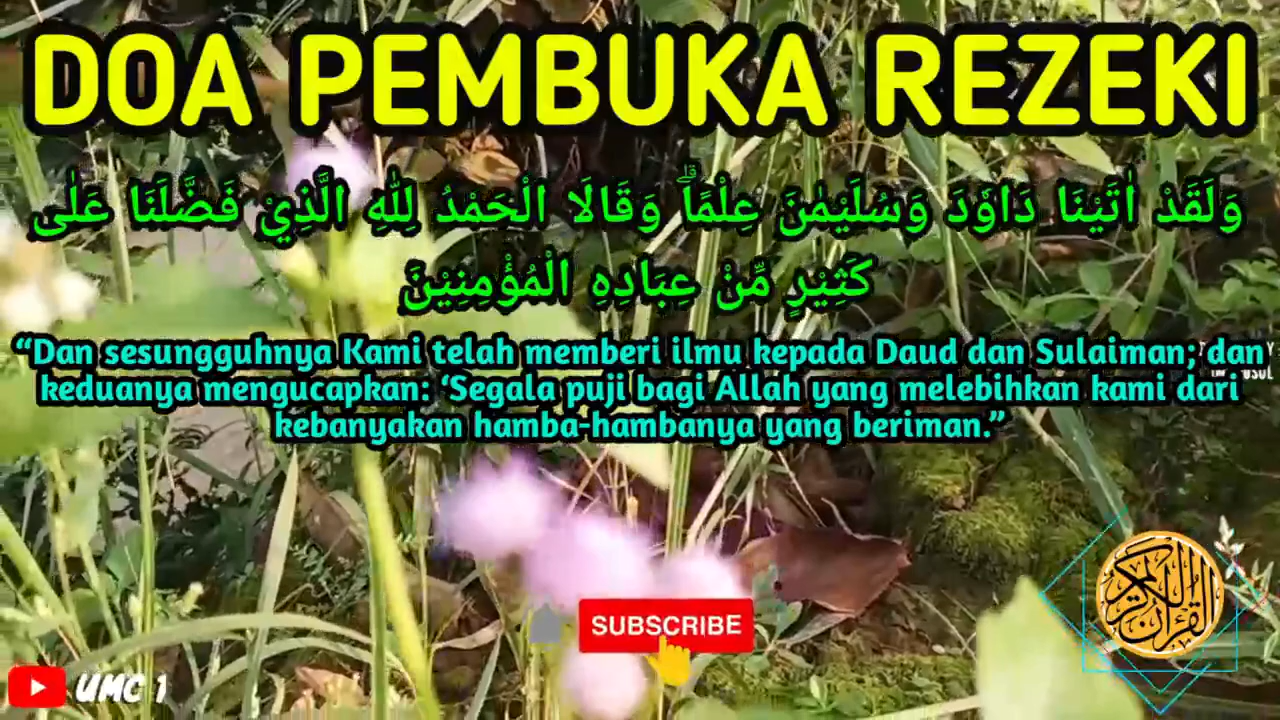 DOA PEMBUKA REZEKI
وَلَقَدْ اٰتَيْنَا دَاوٗدَ وَسُلَيْمٰنَ عِلْمًاۗ وَقَالَا الْحَمْدُ لِلّٰهِ الَّذِيْ فَضَّلَنَا عَلٰى
كَثِيْرٍ مِّنْ عِبَادِهِ الْمُؤْمِنِيْنَ
“Dan sesungguhnya Kami telah memberi ilmu kepada Daud dan Sulaiman; dan
keduanya mengucapkan: ‘Segala puji bagi Allah yang melebihkan kami dari
kebanyakan hamba-hambanya yang beriman.”
القرآن الكريم
SUBSCRIBE
UMC 1